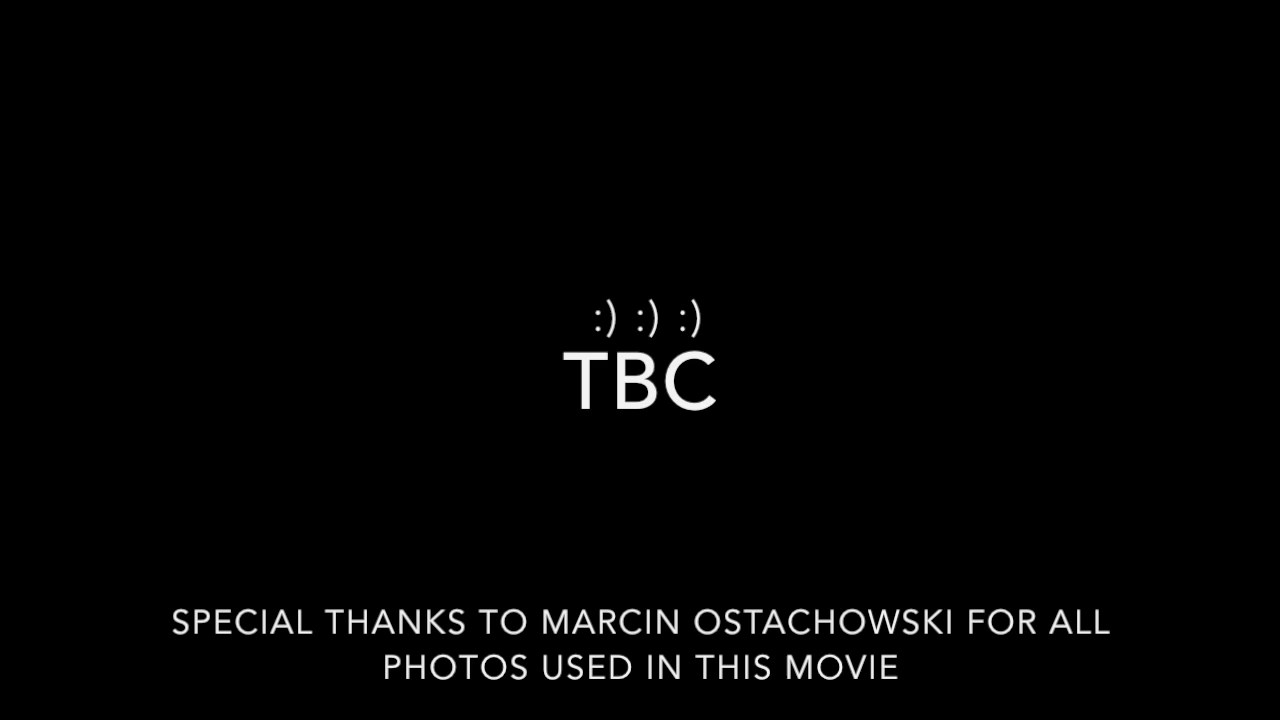 :) :) :)
TBC
SPECIAL THANKS TO MARCIN OSTACHOWSKI FOR ALL
PHOTOS USED IN THIS MOVIE